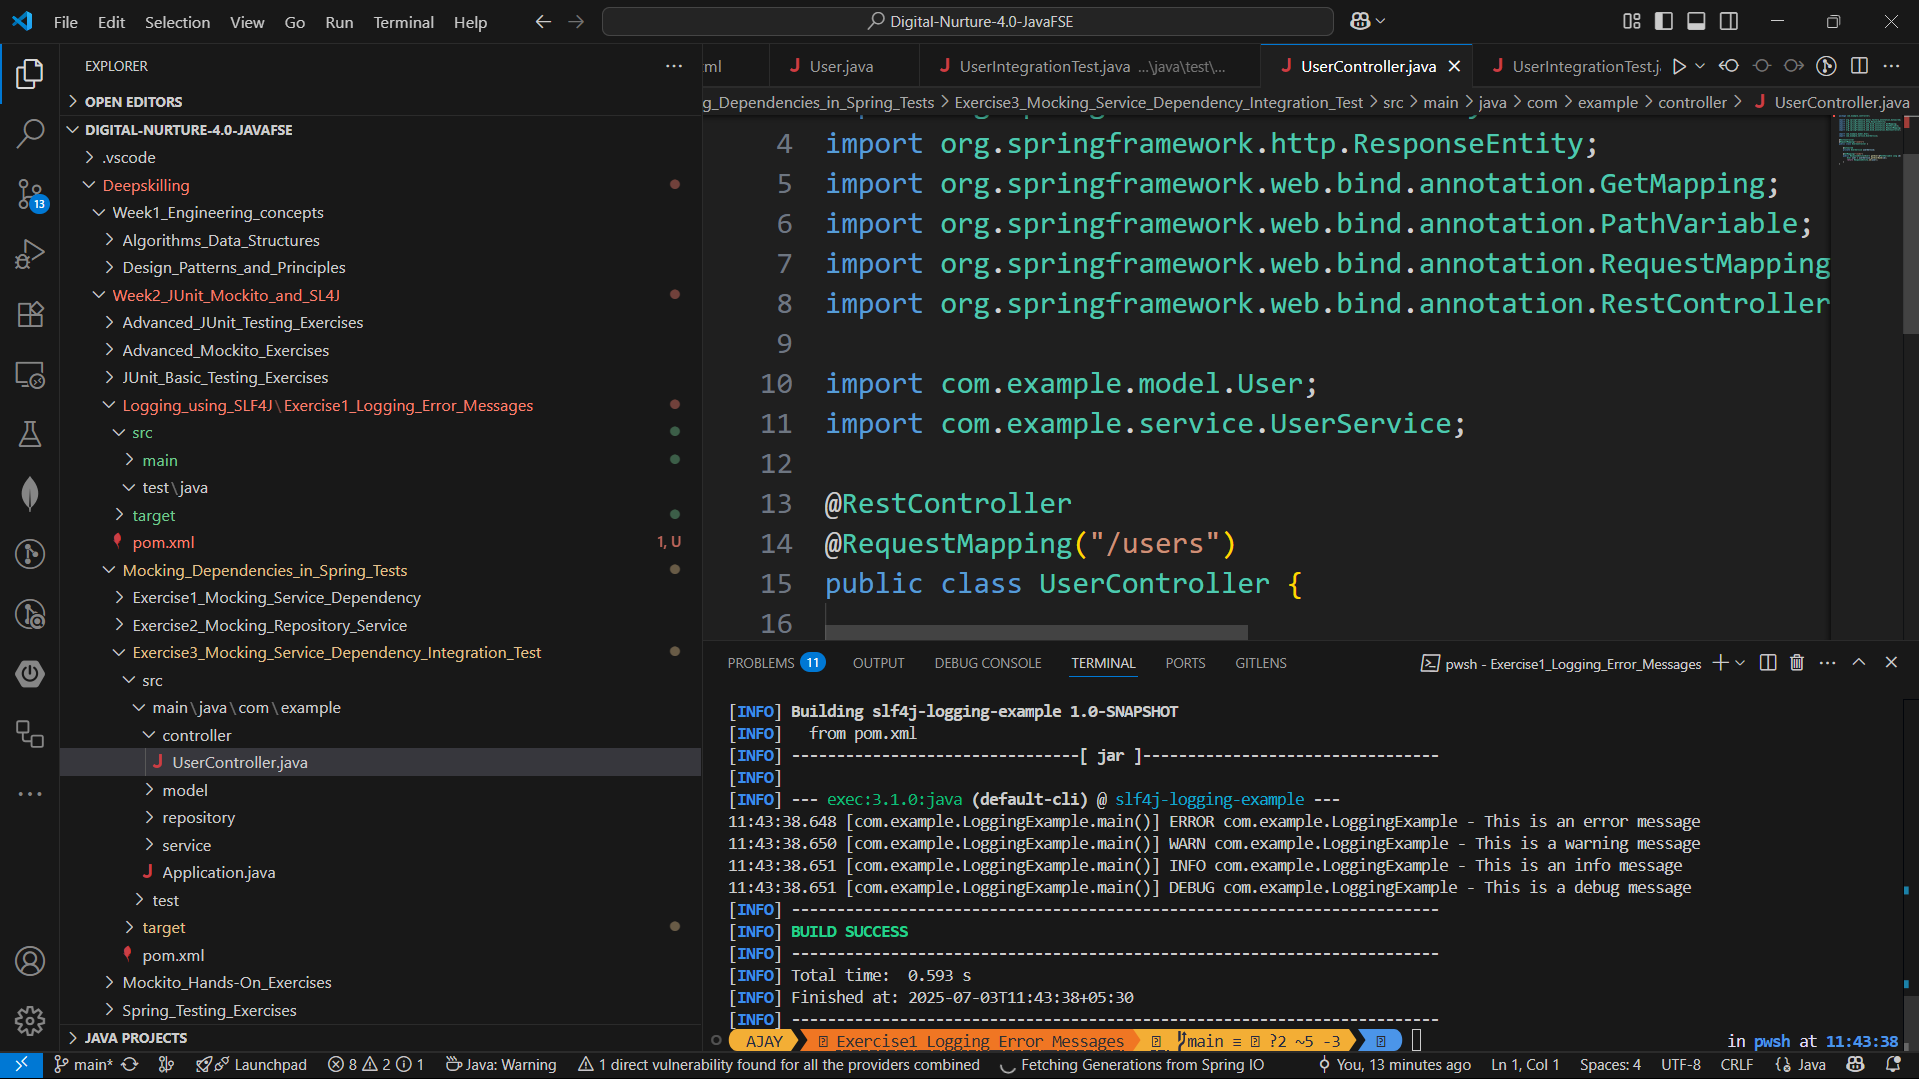 File Edit Selection View Go Run Terminal Help
Digital-Nurture-4.0-JavaFSE
EXPLORER
OPEN EDITORS
DIGITAL-NURTURE-4.0-JAVAFSE
.vscode
Deepskilling
Week1_Engineering_concepts
Algorithms_Data_Structures
Design_Patterns_and_Principles
Week2_JUnit_Mockito_and_SL4J
Advanced_JUnit_Testing_Exercises
Advanced_Mockito_Exercises
JUnit_Basic_Testing_Exercises
Logging_using_SLF4J\Exercise1_Logging_Error_Messages
src
main
test\java
target
pom.xml 1, U
Mocking_Dependencies_in_Spring_Tests
Exercise1_Mocking_Service_Dependency
Exercise2_Mocking_Repository_Service
Exercise3_Mocking_Service_Dependency_Integration_Test
src
main\java\com\example
controller
UserController.java
model
repository
service
Application.java
test
target
pom.xml
Mockito_Hands-On_Exercises
Spring_Testing_Exercises
JAVA PROJECTS
13
ml User.java UserIntegrationTest.java ...\java\test\... UserController.java UserIntegrationTest.j
g_Dependencies_in_Spring_Tests > Exercise3_Mocking_Service_Dependency_Integration_Test > src > main > java > com > example > controller > UserController.java
4 import org.springframework.http.ResponseEntity;
5 import org.springframework.web.bind.annotation.GetMapping;
6 import org.springframework.web.bind.annotation.PathVariable;
7 import org.springframework.web.bind.annotation.RequestMapping
8 import org.springframework.web.bind.annotation.RestController
9
10 import com.example.model.User;
11 import com.example.service.UserService;
12
13 @RestController
14 @RequestMapping("/users")
15 public class UserController {
16
PROBLEMS 11 OUTPUT DEBUG CONSOLE TERMINAL PORTS GITLENS
pwsh - Exercise1_Logging_Error_Messages
[INFO] Building slf4j-logging-example 1.0-SNAPSHOT
[INFO]   from pom.xml
[INFO] --------------------------------[ jar ]---------------------------------
[INFO]
[INFO] --- exec:3.1.0:java (default-cli) @ slf4j-logging-example ---
11:43:38.648 [com.example.LoggingExample.main()] ERROR com.example.LoggingExample - This is an error message
11:43:38.650 [com.example.LoggingExample.main()] WARN com.example.LoggingExample - This is a warning message
11:43:38.651 [com.example.LoggingExample.main()] INFO com.example.LoggingExample - This is an info message
11:43:38.651 [com.example.LoggingExample.main()] DEBUG com.example.LoggingExample - This is a debug message
[INFO] ------------------------------------------------------------------------
[INFO] BUILD SUCCESS
[INFO] ------------------------------------------------------------------------
[INFO] Total time:  0.593 s
[INFO] Finished at: 2025-07-03T11:43:38+05:30
[INFO] ------------------------------------------------------------------------
AJAY Exercise1_Logging_Error_Messages main ≡ ?2 ~5 -3 in pwsh at 11:43:38
main* Launchpad 8 2 1 Java: Warning 1 direct vulnerability found for all the providers combined Fetching Generations from Spring IO You, 13 minutes ago Ln 1, Col 1 Spaces: 4 UTF-8 CRLF Java